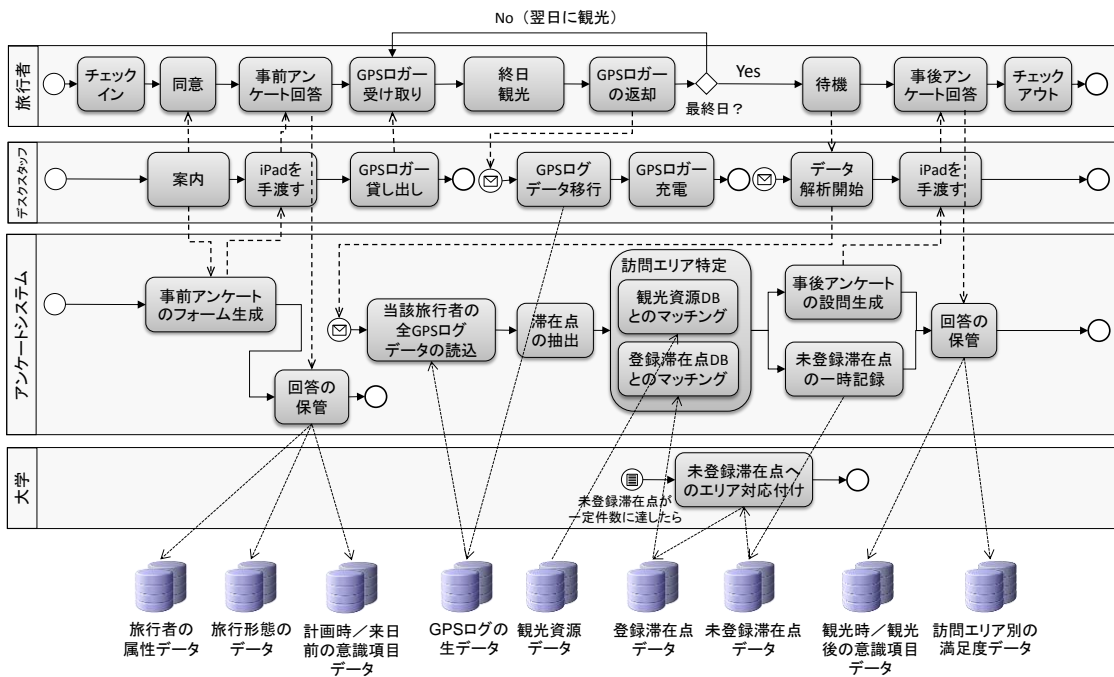 No（翌日に観光）
旅行者
チェック
イン
同意
事前アン
ケート回答
GPSロガー
受け取り
終日
観光
GPSロガー
の返却
Yes
最終日？
待機
事後アン
ケート回答
チェック
アウト
デスクスタッフ
案内
iPadを
手渡す
GPSロガー
貸し出し
GPSログ
データ移行
GPSロガー
充電
データ
解析開始
iPadを
手渡す
アンケートシステム
事前アンケート
のフォーム生成
回答の
保管
当該旅行者の
全GPSログ
データの読込
滞在点
の抽出
訪問エリア特定
観光資源DB
とのマッチング
登録滞在点DB
とのマッチング
事後アンケート
の設問生成
未登録滞在点
の一時記録
回答の
保管
大学
未登録滞在点が
一定件数に達したら
未登録滞在点へ
のエリア対応付け
旅行者の
属性データ
旅行形態の
データ
計画時／来日
前の意識項目
データ
GPSログの
生データ
観光資源
データ
登録滞在点
データ
未登録滞在点
データ
観光時／観光
後の意識項目
データ
訪問エリア別の
満足度データ